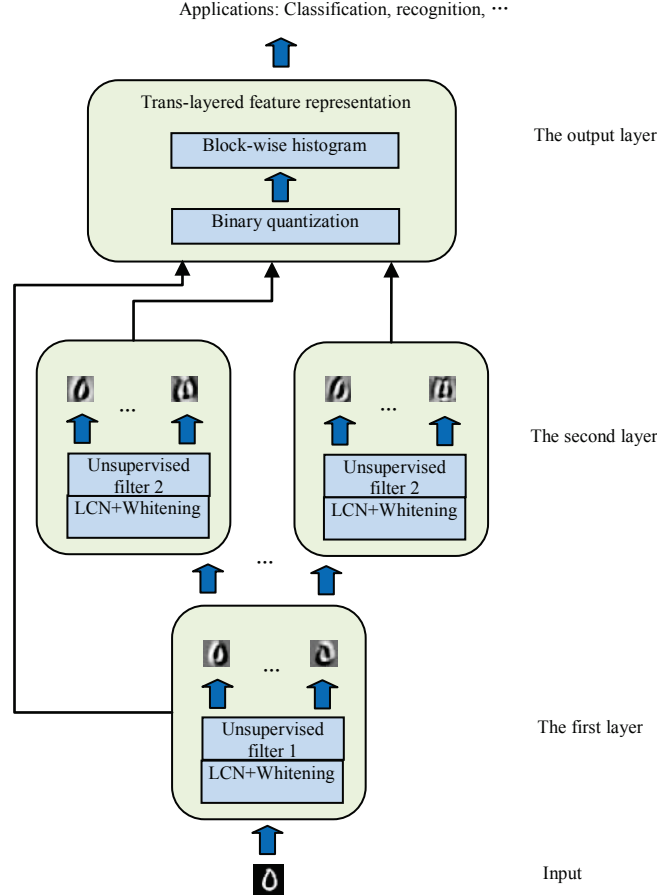 Applications: Classification, recognition, ...
Trans-layered feature representation
Block-wise histogram
The output layer
Binary quantization
...
...
Unsupervised
filter 2
LCN+Whitening
Unsupervised
filter 2
LCN+Whitening
The second layer
...
...
Unsupervised
filter 1
LCN+Whitening
The first layer
Input